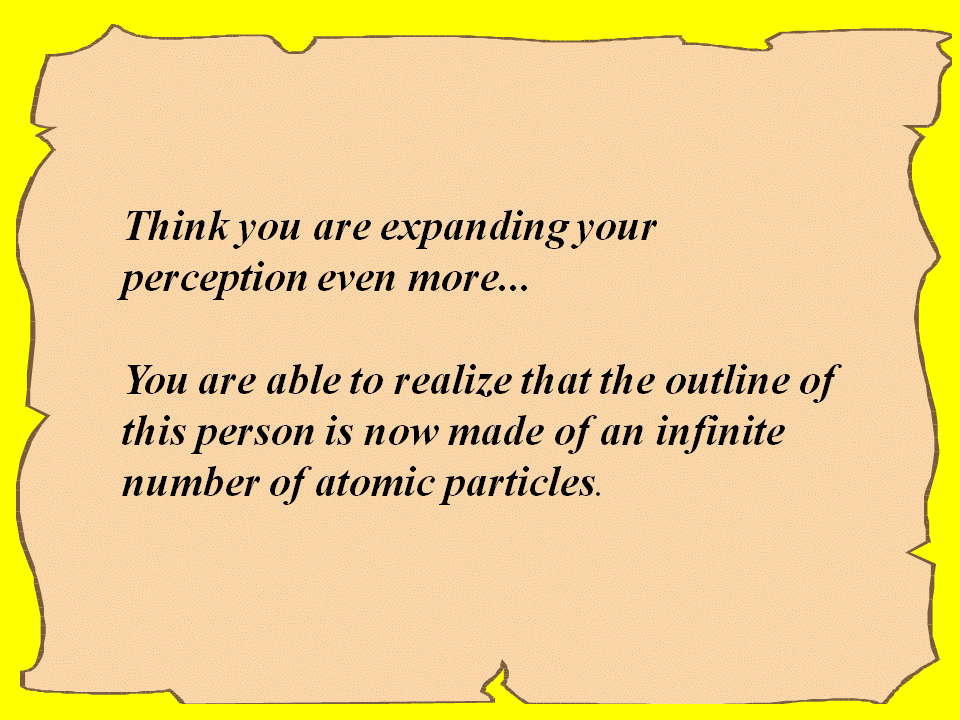 Think you are expanding your
perception even more...
You are able to realize that the outline of
this person is now made of an infinite
number of atomic particles.